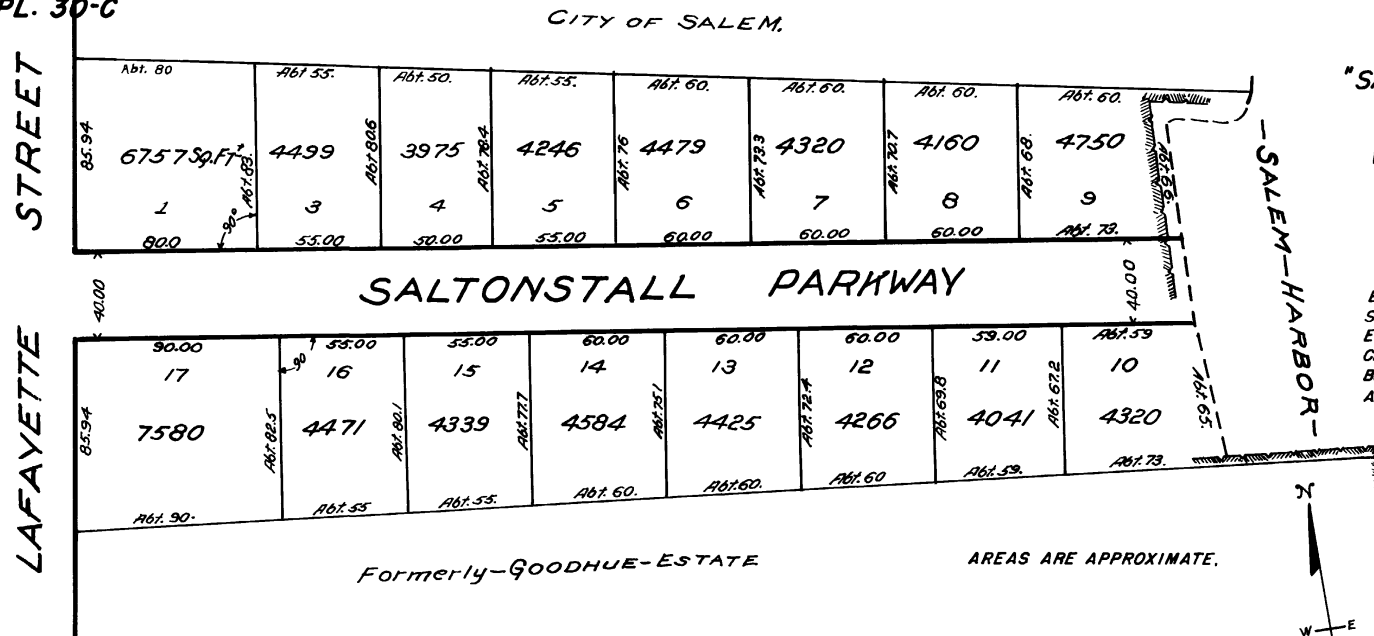 PL. 30-C
CITY OF SALEM.
STREET
LAFAYETTE
Abt. 80
Abt 55.
Abt. 50.
Abt. 55.
Abt. 60.
Abt. 60.
Abt. 60.
Abt. 60.
85.94
6757 Sq. Ft±
Abt. 83.
4499
Abt 80.6
3975
Abt. 78.4
4246
Abt. 76
4479
Abt. 73.3
4320
Abt. 70.7
4160
Abt. 68.
4750
Abt. 66.
1
90°
3
4
5
6
7
8
9
80.0
55.00
50.00
55.00
60.00
60.00
60.00
Abt. 73.
40.00
SALTONSTALL PARKWAY
40.00
SALEM-HARBOR
90.00
55.00
55.00
60.00
60.00
60.00
59.00
Abt. 59
17
90
16
15
14
13
12
11
10
85.94
7580
Abt. 82.5
4471
Abt. 80.1
4339
Abt. 77.7
4584
Abt. 75.1
4425
Abt. 72.4
4266
Abt. 69.8
4041
Abt. 67.2
4320
Abt. 65.
Abt. 90.
Abt. 55
Abt. 55.
Abt. 60.
Abt. 60.
Abt. 60
Abt. 59.
Abt. 73.
Formerly-GOODHUE-ESTATE
AREAS ARE APPROXIMATE.
W E